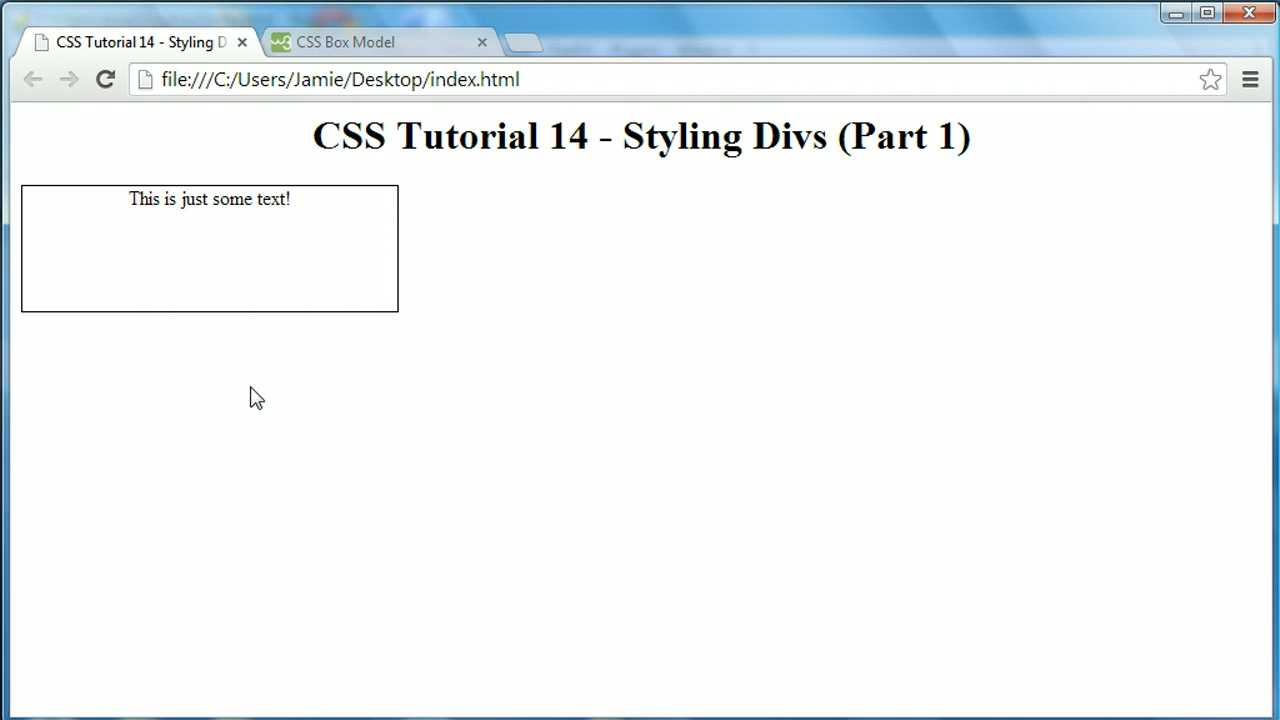 CSS Tutorial 14 - Styling D
CSS Box Model
file:///C:/Users/Jamie/Desktop/index.html
CSS Tutorial 14 - Styling Divs (Part 1)
This is just some text!